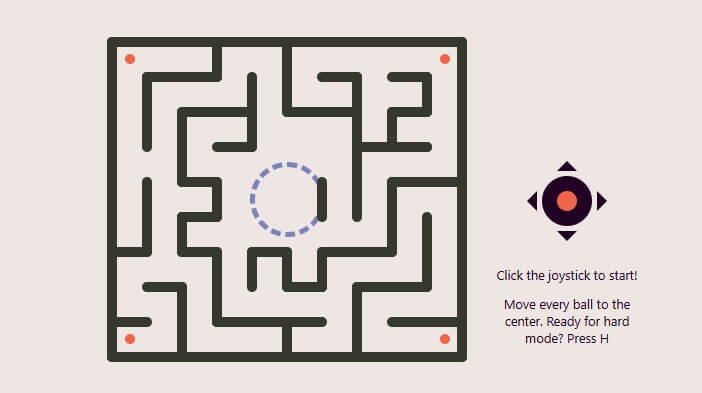 Click the joystick to start!
Move every ball to the
center. Ready for hard
mode? Press H